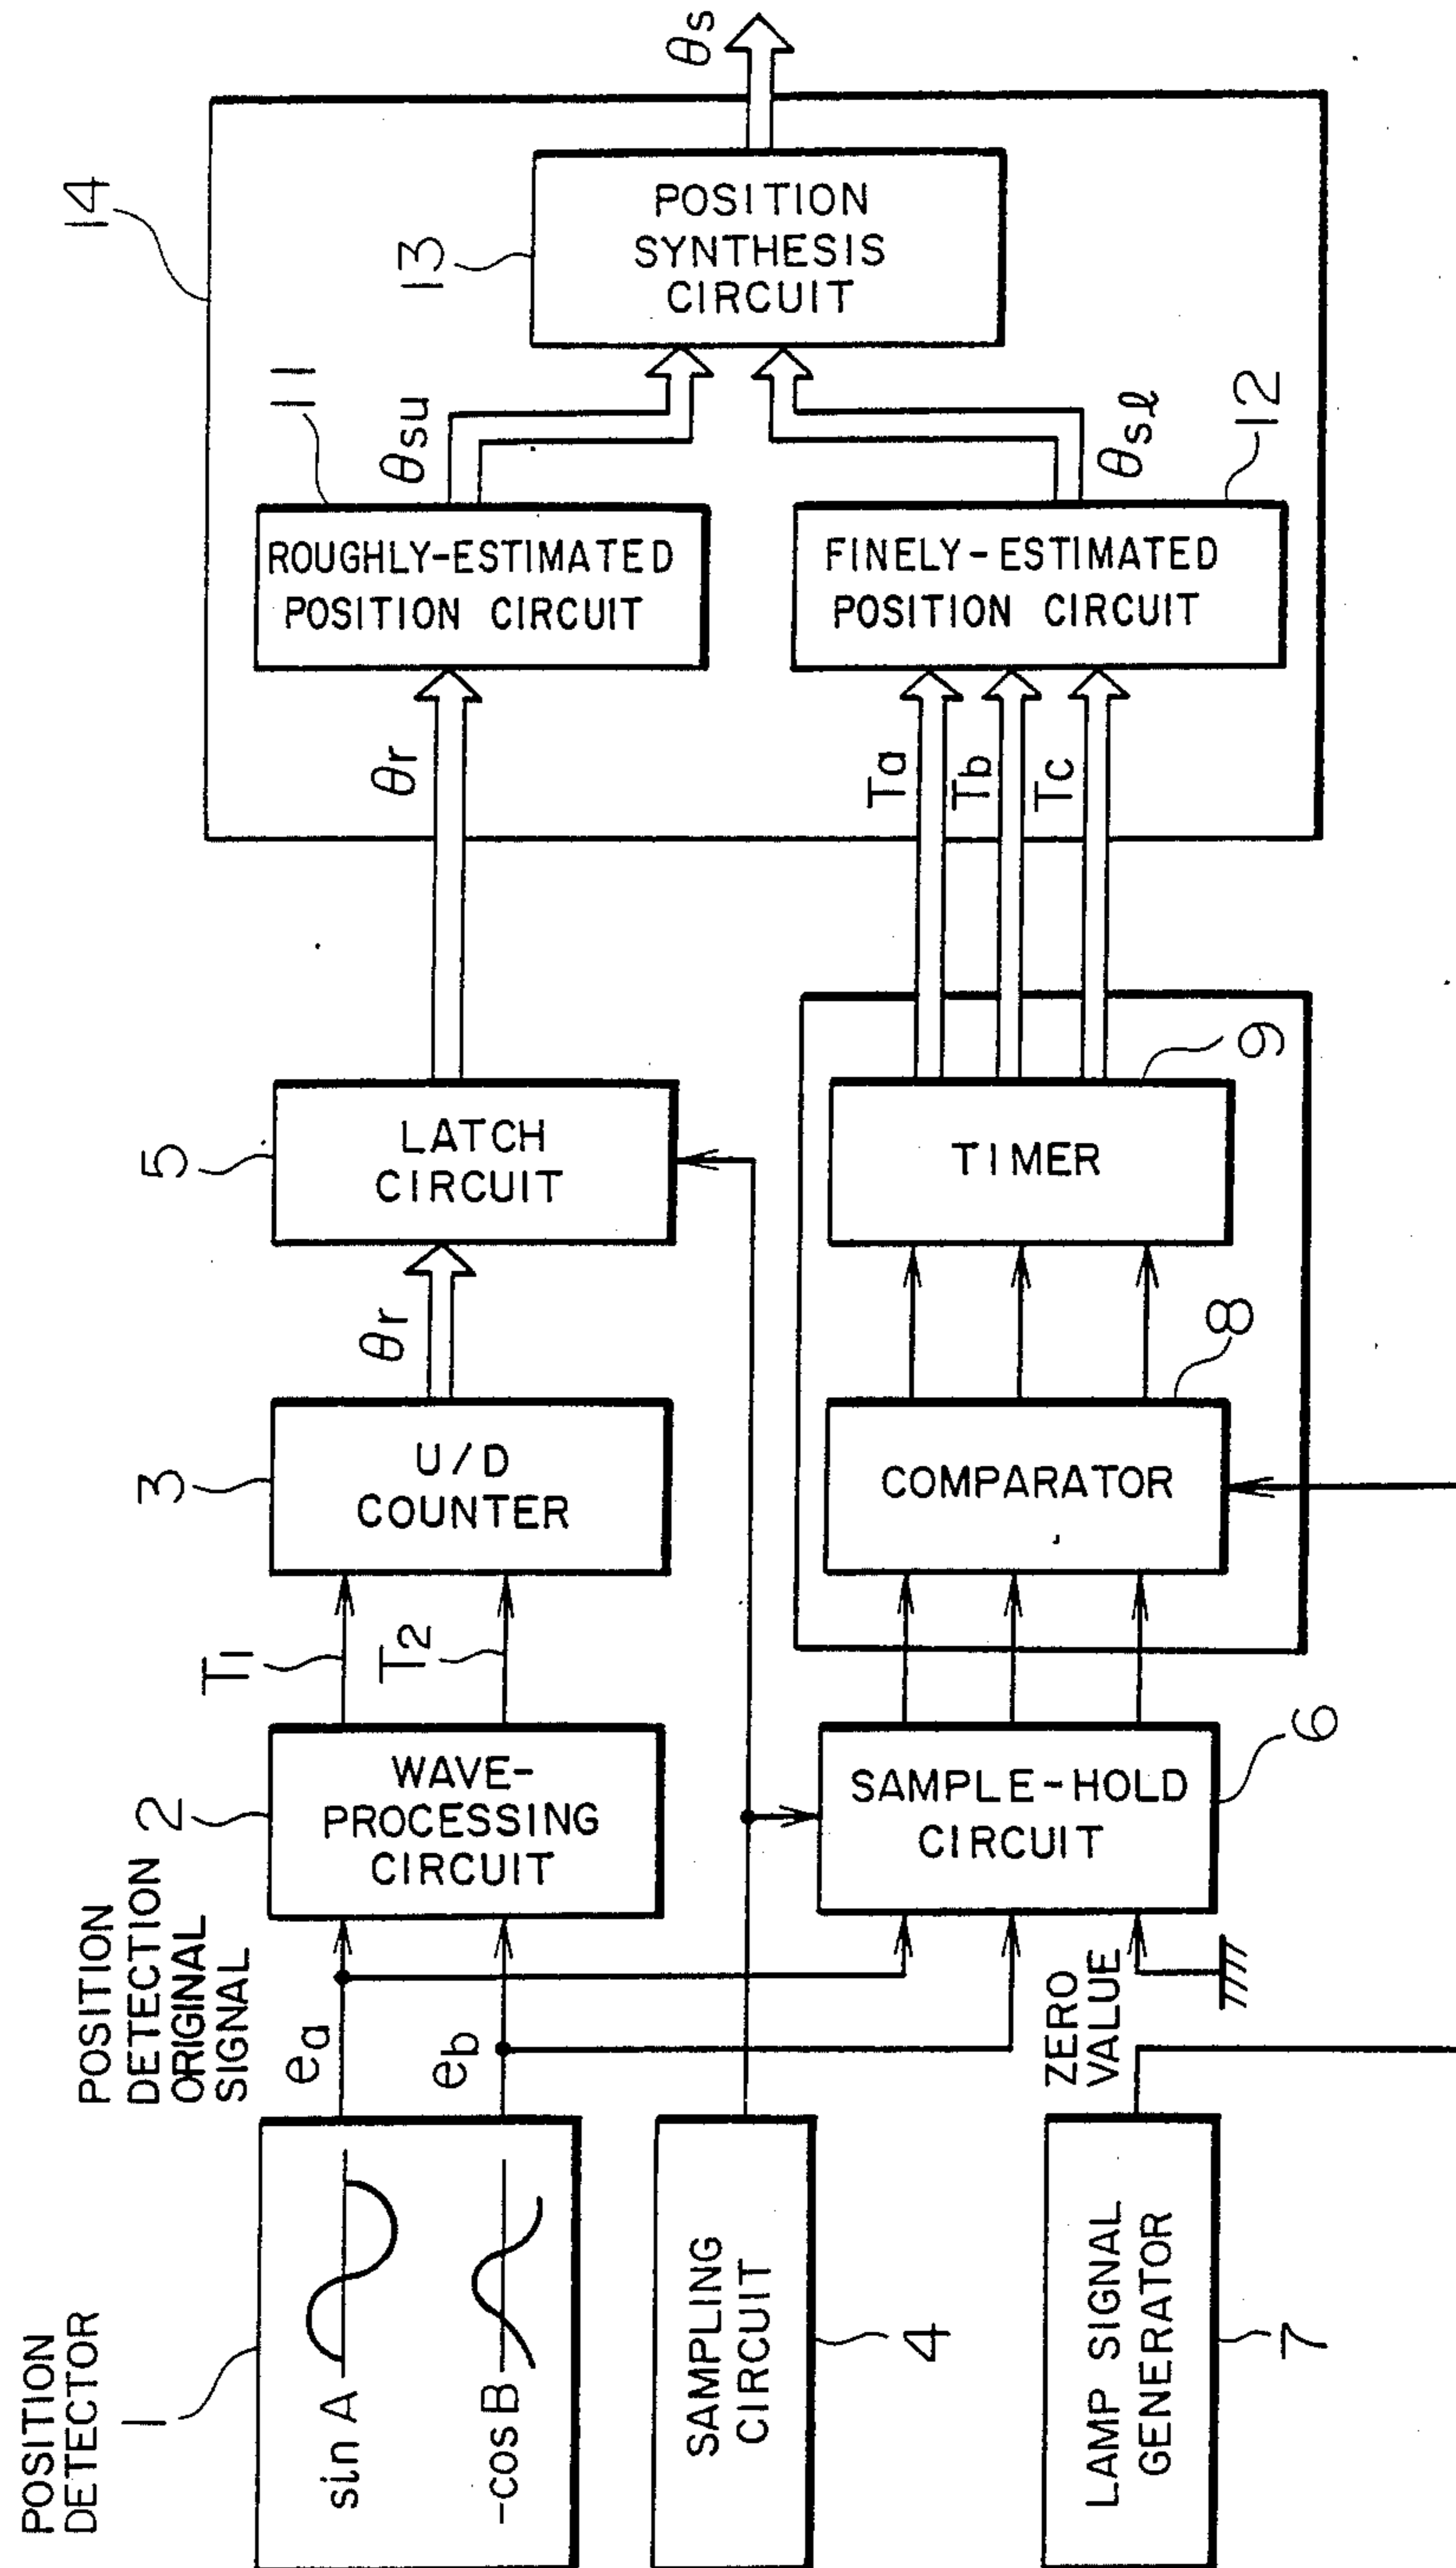 POSITION
DETECTOR
1
sin A
-cos B
POSITION
DETECTION
ORIGINAL
SIGNAL
ea
eb
2
WAVE-
PROCESSING
CIRCUIT
T1
T2
3
U/D
COUNTER
θr
5
LATCH
CIRCUIT
θr
14
11
ROUGHLY-ESTIMATED
POSITION CIRCUIT
θsu
13
POSITION
SYNTHESIS
CIRCUIT
θs
SAMPLING
CIRCUIT
4
LAMP SIGNAL
GENERATOR
7
ZERO
VALUE
SAMPLE-HOLD
CIRCUIT
6
COMPARATOR
8
TIMER
9
Ta
Tb
Tc
FINELY-ESTIMATED
POSITION CIRCUIT
12
θsℓ